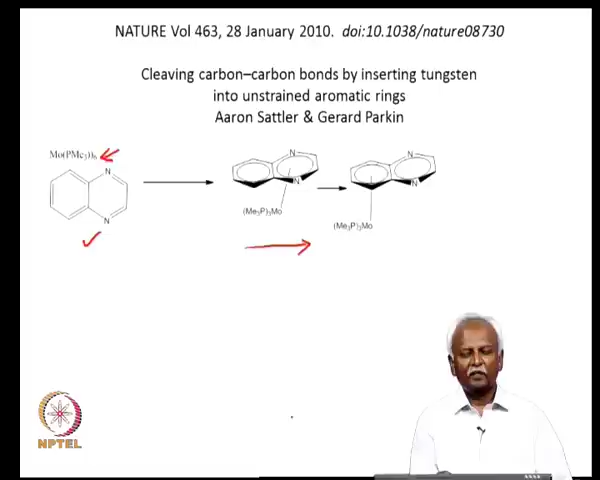 NATURE Vol 463, 28 January 2010. doi:10.1038/nature08730
Cleaving carbon–carbon bonds by inserting tungsten
into unstrained aromatic rings
Aaron Sattler & Gerard Parkin
Mo(PMe3))6
N
N
N
N
(Me3P)3Mo
N
N
(Me3P)3Mo
NPTEL